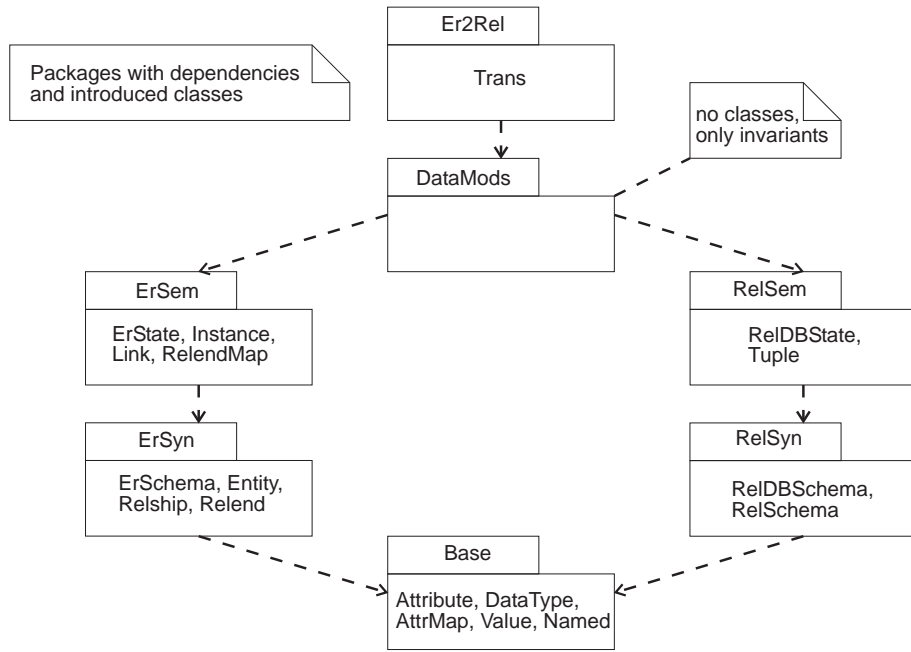 Er2Rel
Packages with dependencies
and introduced classes
Trans
no classes,
only invariants
DataMods
ErSem
RelSem
ErState, Instance,
Link, RelendMap
RelDBState,
Tuple
ErSyn
RelSyn
ErSchema, Entity,
Relship, Relend
RelDBSchema,
RelSchema
Base
Attribute, DataType,
AttrMap, Value, Named